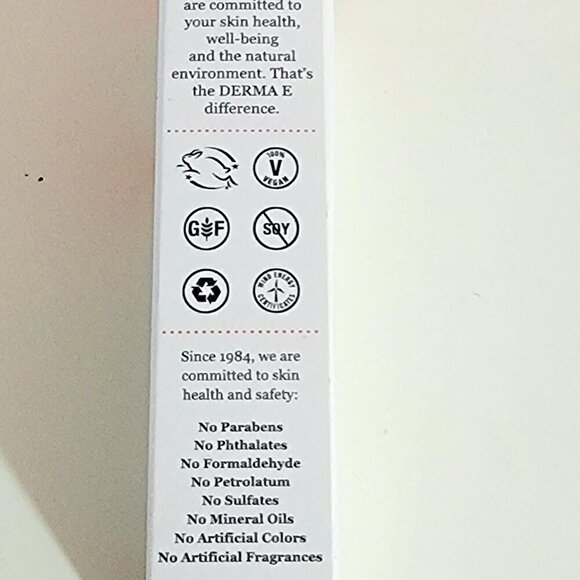 are committed to
your skin health,
well-being
and the natural
environment. That's
the DERMA E
difference.
100%
V
VEGAN
GF
SOY
WIND ENERGY
CERTIFICATES
Since 1984, we are
committed to skin
health and safety:
No Parabens
No Phthalates
No Formaldehyde
No Petrolatum
No Sulfates
No Mineral Oils
No Artificial Colors
No Artificial Fragrances